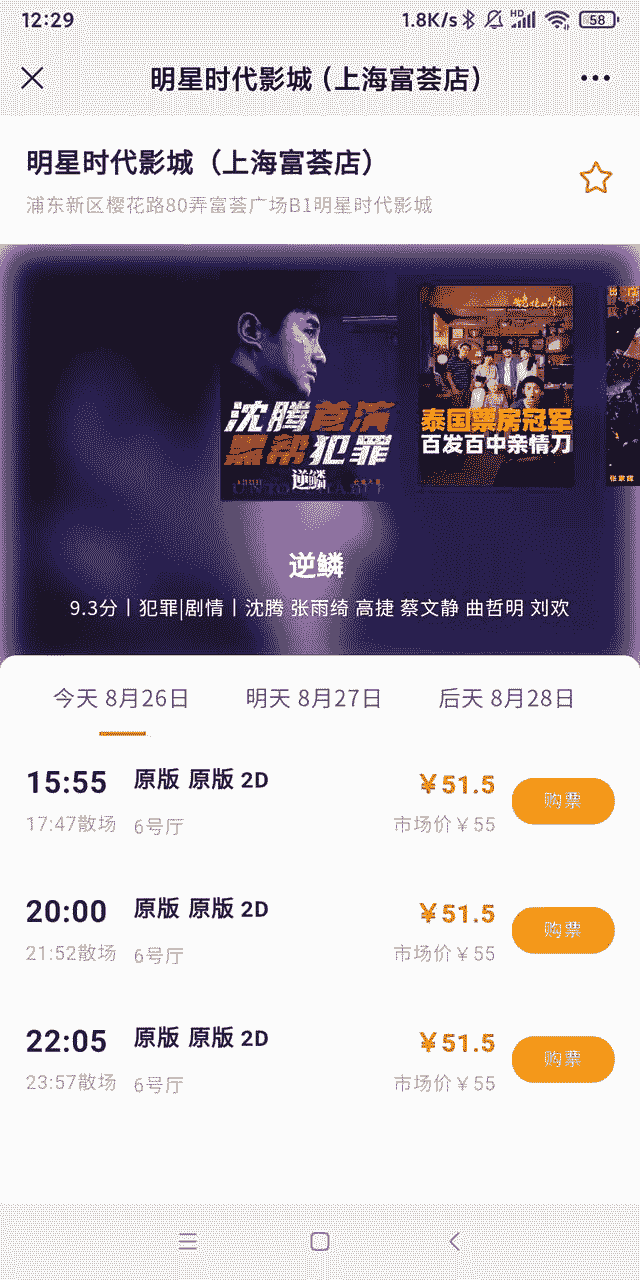 12:29
1.8K/s HD 58
明星时代影城（上海富荟店）
明星时代影城（上海富荟店）
浦东新区樱花路80弄富荟广场B1明星时代影城
沈腾首演
黑帮犯罪
逆鳞
泰国票房冠军
百发百中亲情刀
逆鳞
9.3分丨犯罪|剧情丨沈腾 张雨绮 高捷 蔡文静 曲哲明 刘欢
今天 8月26日
明天 8月27日
后天 8月28日
15:55 原版 原版 2D ￥51.5
17:47散场 6号厅 市场价￥55
购票
20:00 原版 原版 2D ￥51.5
21:52散场 6号厅 市场价￥55
购票
22:05 原版 原版 2D ￥51.5
23:57散场 6号厅 市场价￥55
购票